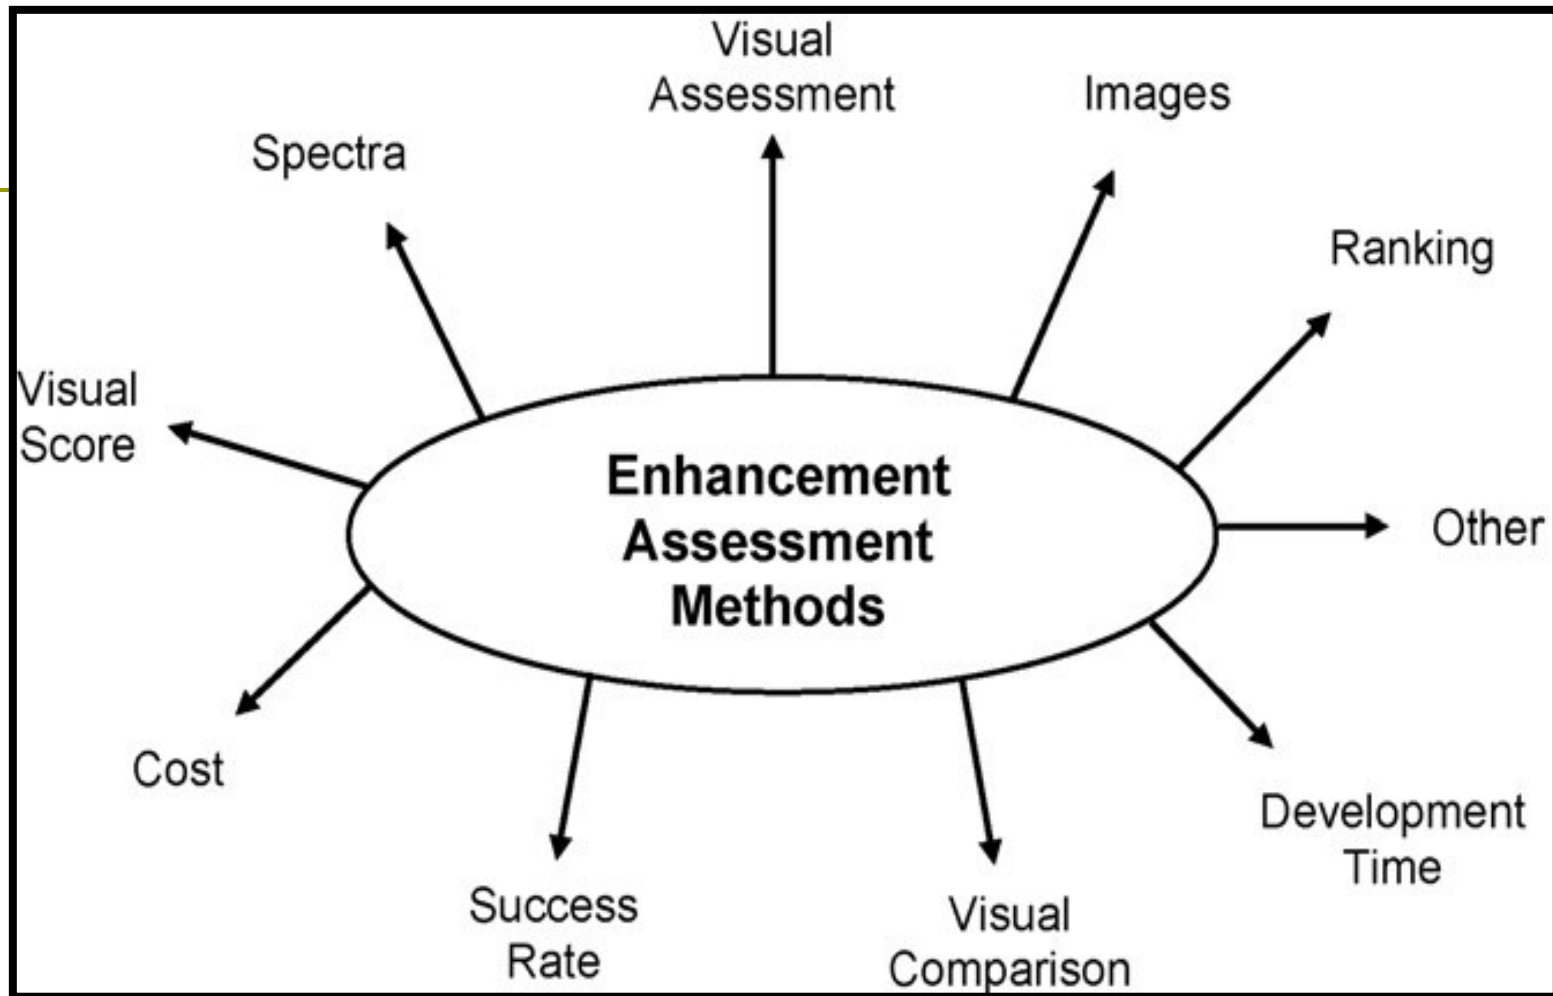 Visual
Assessment
Images
Spectra
Ranking
Visual
Score
Enhancement
Assessment
Methods
Other
Cost
Development
Time
Success
Rate
Visual
Comparison